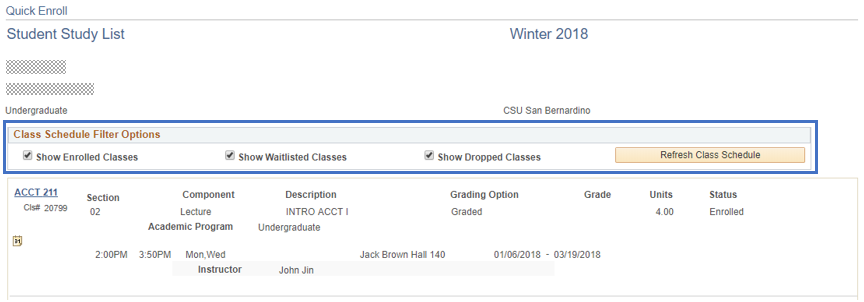 Quick Enroll
Student Study List Winter 2018
Undergraduate CSU San Bernardino
Class Schedule Filter Options
Show Enrolled Classes Show Waitlisted Classes Show Dropped Classes Refresh Class Schedule
ACCT 211 Section Component Description Grading Option Grade Units Status
Cls# 20799 02 Lecture INTRO ACCT I Graded 4.00 Enrolled
Academic Program Undergraduate
31
2:00PM 3:50PM Mon,Wed Jack Brown Hall 140 01/06/2018 - 03/19/2018
Instructor John Jin